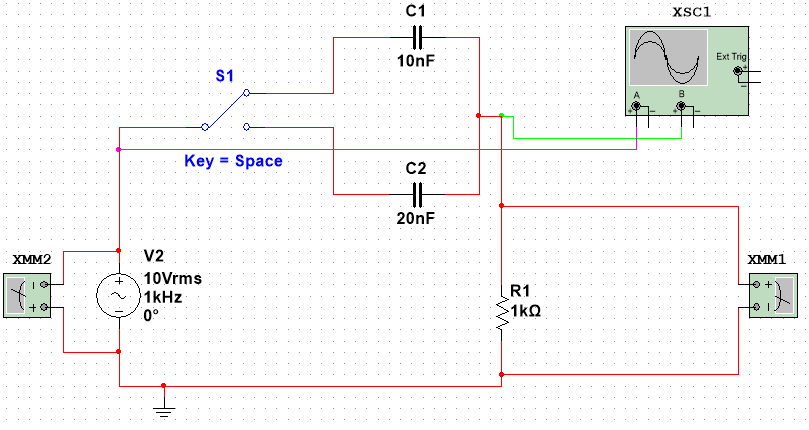 C1
10nF
XSC1
Ext Trig
+
−
A
B
+
−
+
−
S1
Key = Space
C2
20nF
XMM2
V2
10Vrms
1kHz
0°
+
−
−
+
R1
1kΩ
XMM1
+
−